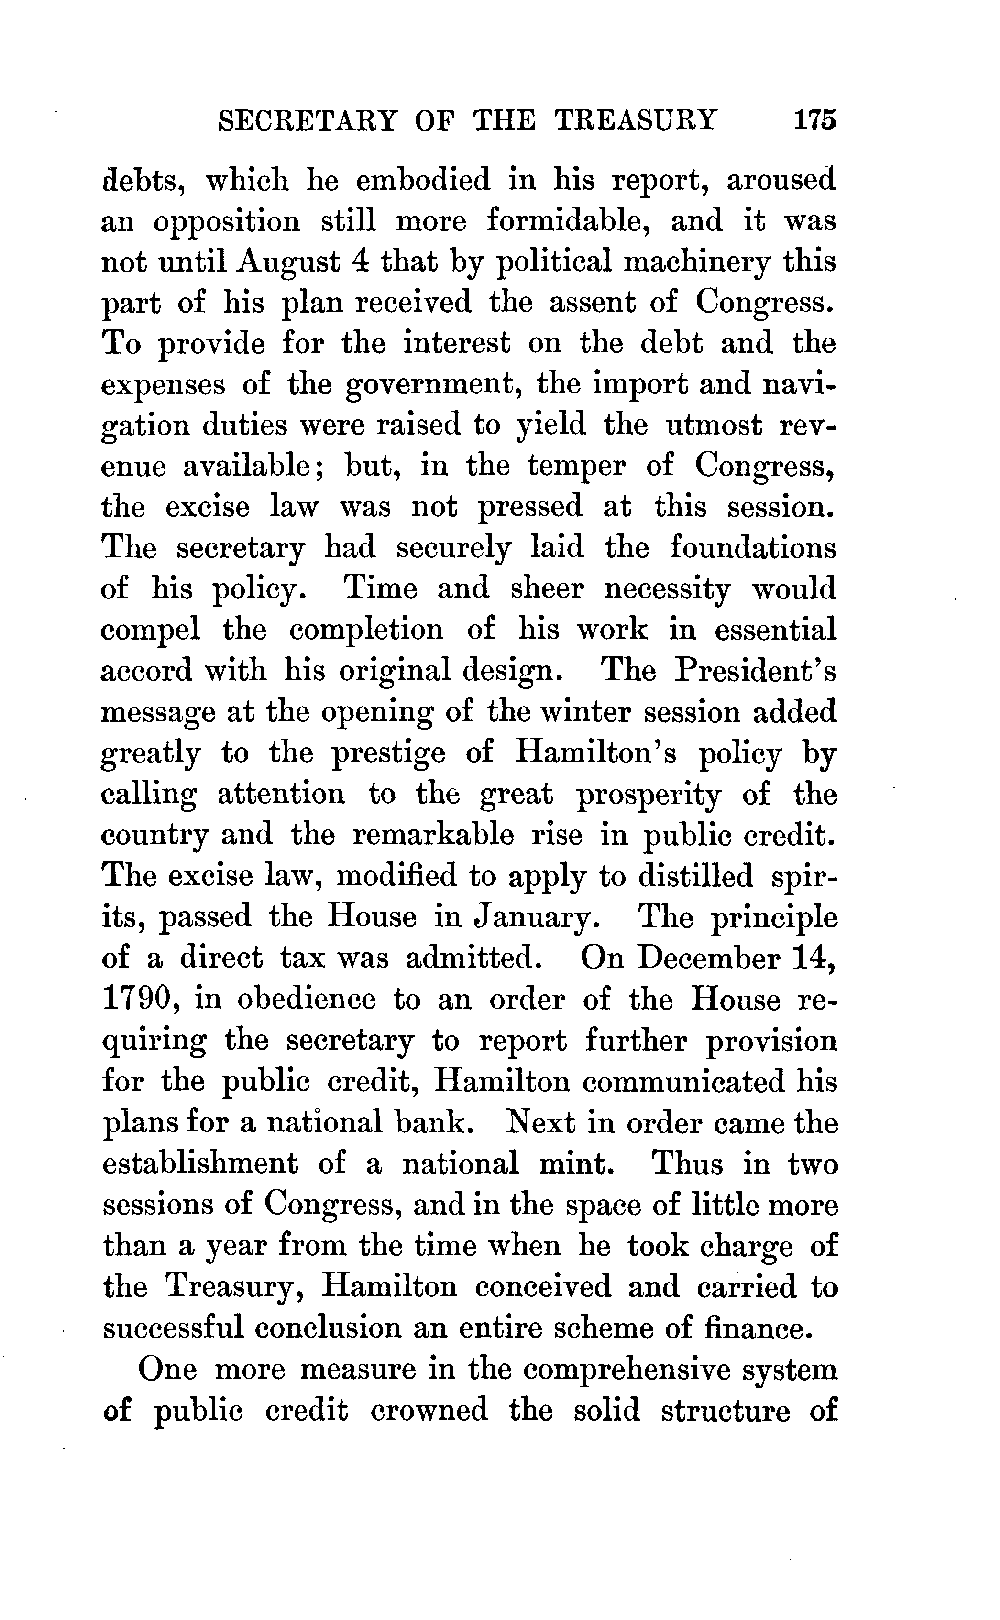 SECRETARY OF THE TREASURY 175
debts, which he embodied in his report, aroused
an opposition still more formidable, and it was
not until August 4 that by political machinery this
part of his plan received the assent of Congress.
To provide for the interest on the debt and the
expenses of the government, the import and navi-
gation duties were raised to yield the utmost rev-
enue available; but, in the temper of Congress,
the excise law was not pressed at this session.
The secretary had securely laid the foundations
of his policy. Time and sheer necessity would
compel the completion of his work in essential
accord with his original design. The President's
message at the opening of the winter session added
greatly to the prestige of Hamilton's policy by
calling attention to the great prosperity of the
country and the remarkable rise in public credit.
The excise law, modified to apply to distilled spir-
its, passed the House in January. The principle
of a direct tax was admitted. On December 14,
1790, in obedience to an order of the House re-
quiring the secretary to report further provision
for the public credit, Hamilton communicated his
plans for a national bank. Next in order came the
establishment of a national mint. Thus in two
sessions of Congress, and in the space of little more
than a year from the time when he took charge of
the Treasury, Hamilton conceived and carried to
successful conclusion an entire scheme of finance.
One more measure in the comprehensive system
of public credit crowned the solid structure of